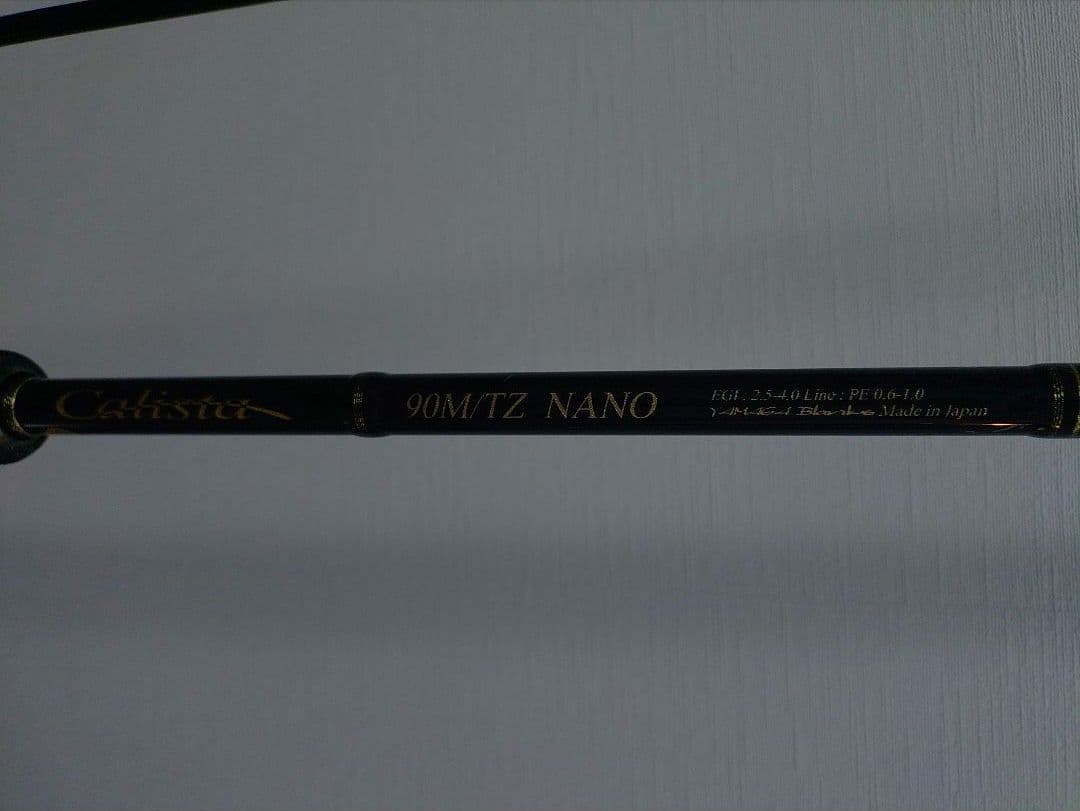 Calista
90M/TZ NANO
EGI : 2.5-4.0 Line : PE 0.6-1.0
YAMAGA Blanks Made in Japan